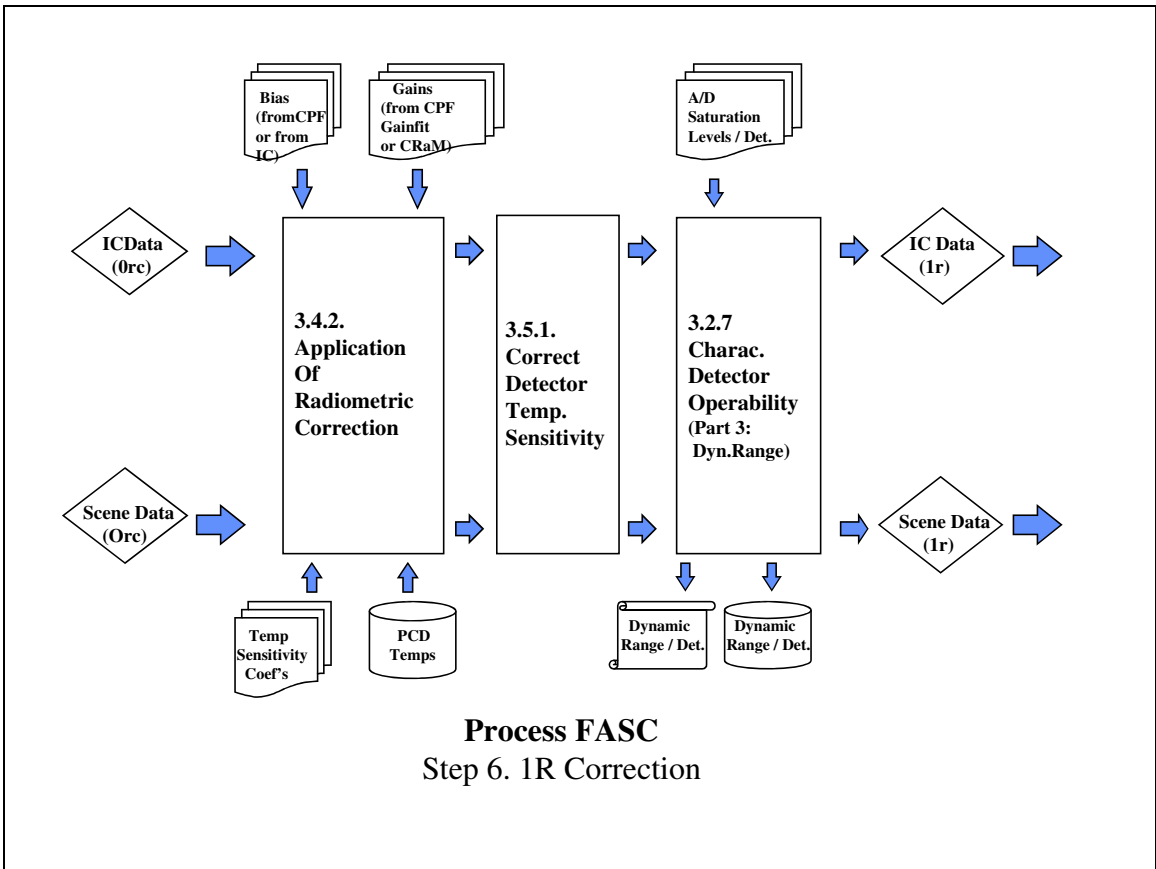 Bias
(fromCPF
or from
IC)
Gains
(from CPF
Gainfit
or CRaM)
A/D
Saturation
Levels / Det.
ICData
(0rc)
3.4.2.
Application
Of
Radiometric
Correction
3.5.1.
Correct
Detector
Temp.
Sensitivity
3.2.7
Charac.
Detector
Operability
(Part 3:
Dyn.Range)
IC Data
(1r)
Scene Data
(Orc)
Scene Data
(1r)
Temp
Sensitivity
Coef's
PCD
Temps
Dynamic
Range / Det.
Dynamic
Range / Det.
Process FASC
Step 6. 1R Correction